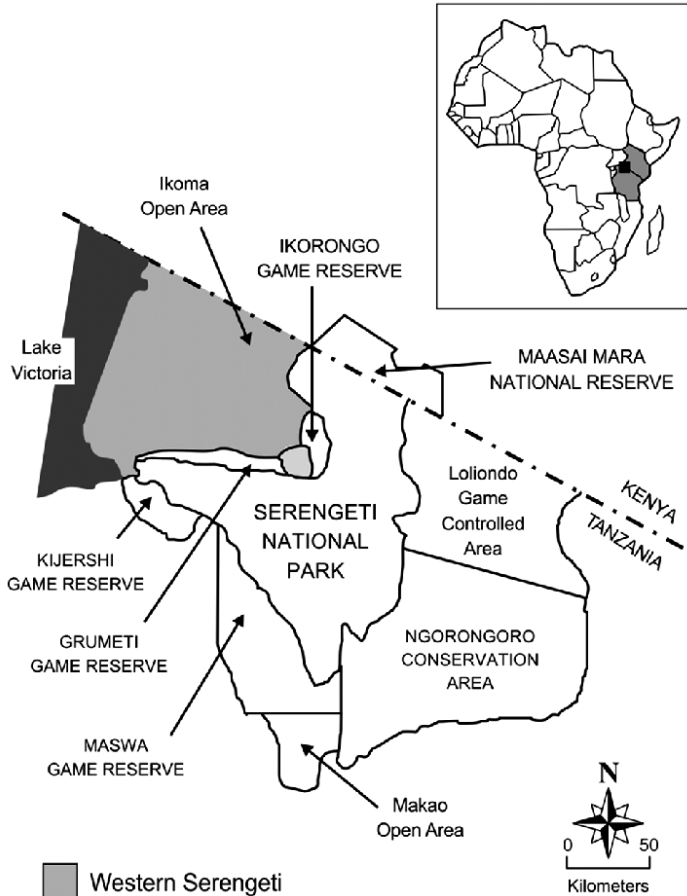 Ikoma
Open Area
IKORONGO
GAME RESERVE
Lake
Victoria
MAASAI MARA
NATIONAL RESERVE
Loliondo
Game
Controlled
Area
KENYA
TANZANIA
SERENGETI
NATIONAL
PARK
KIJERSHI
GAME RESERVE
GRUMETI
GAME RESERVE
NGORONGORO
CONSERVATION
AREA
MASWA
GAME RESERVE
Makao
Open Area
N
0 50
Kilometers
Western Serengeti